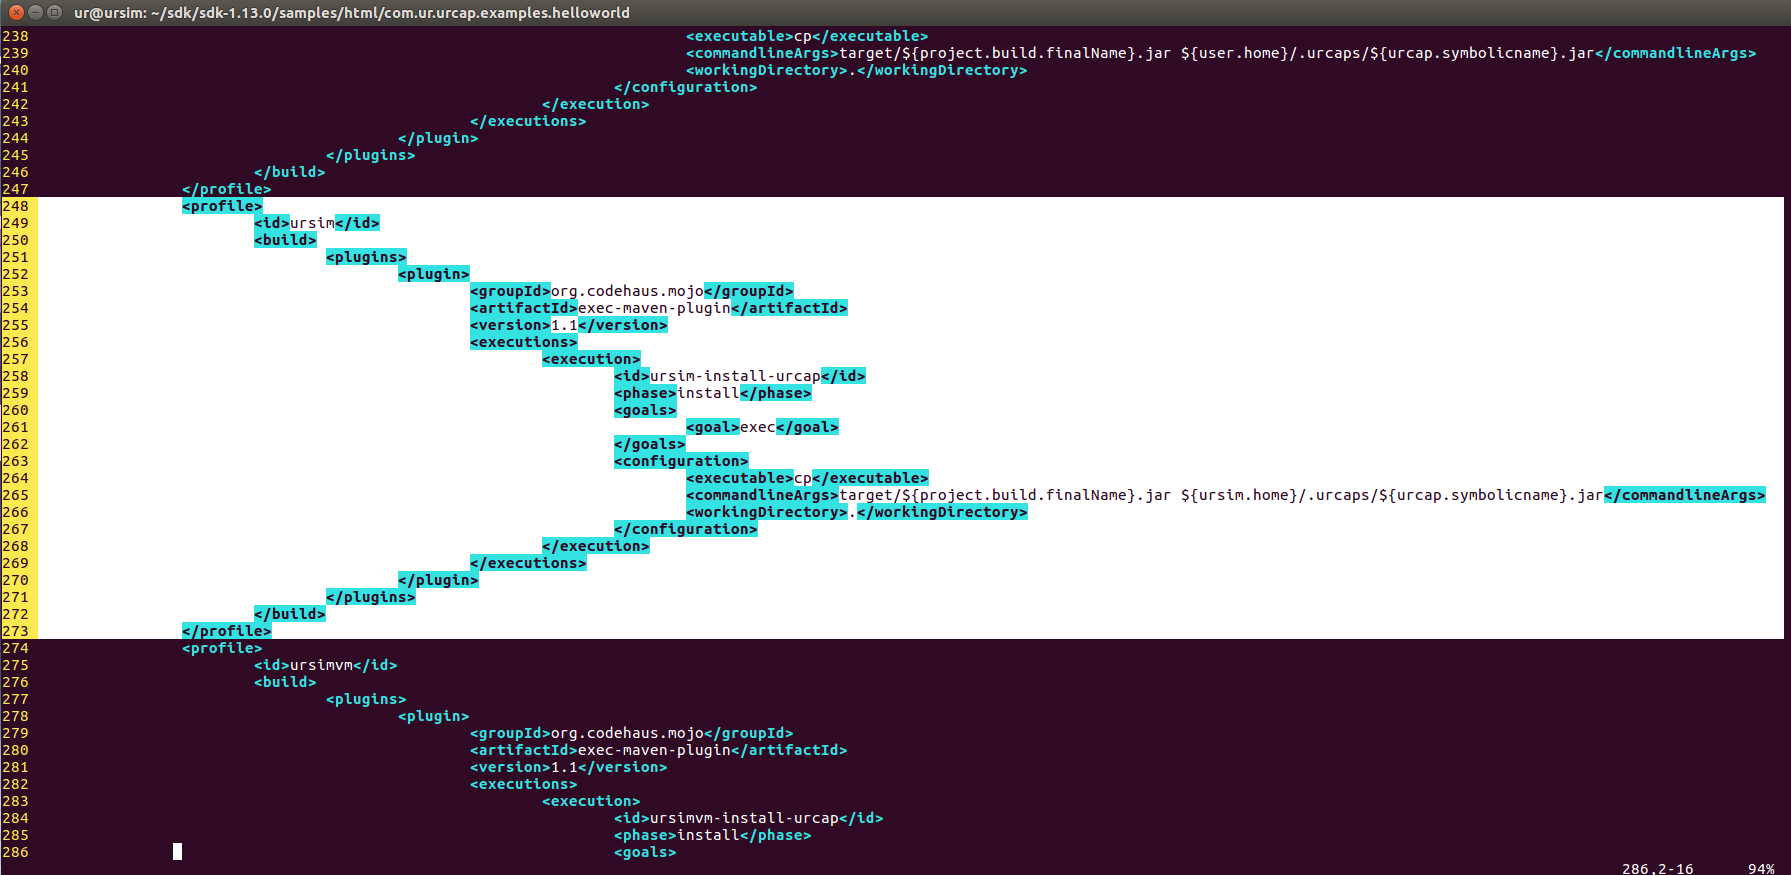 ur@ursim: ~/sdk/sdk-1.13.0/samples/html/com.ur.urcap.examples.helloworld
238 <executable>cp</executable>
239 <commandlineArgs>target/${project.build.finalName}.jar ${user.home}/.urcaps/${urcap.symbolicname}.jar</commandlineArgs>
240 <workingDirectory>.</workingDirectory>
241 </configuration>
242 </execution>
243 </executions>
244 </plugin>
245 </plugins>
246 </build>
247 </profile>
248 <profile>
249 <id>ursim</id>
250 <build>
251 <plugins>
252 <plugin>
253 <groupId>org.codehaus.mojo</groupId>
254 <artifactId>exec-maven-plugin</artifactId>
255 <version>1.1</version>
256 <executions>
257 <execution>
258 <id>ursim-install-urcap</id>
259 <phase>install</phase>
260 <goals>
261 <goal>exec</goal>
262 </goals>
263 <configuration>
264 <executable>cp</executable>
265 <commandlineArgs>target/${project.build.finalName}.jar ${ursim.home}/.urcaps/${urcap.symbolicname}.jar</commandlineArgs>
266 <workingDirectory>.</workingDirectory>
267 </configuration>
268 </execution>
269 </executions>
270 </plugin>
271 </plugins>
272 </build>
273 </profile>
274 <profile>
275 <id>ursimvm</id>
276 <build>
277 <plugins>
278 <plugin>
279 <groupId>org.codehaus.mojo</groupId>
280 <artifactId>exec-maven-plugin</artifactId>
281 <version>1.1</version>
282 <executions>
283 <execution>
284 <id>ursimvm-install-urcap</id>
285 <phase>install</phase>
286 <goals>
286,2-16 94%